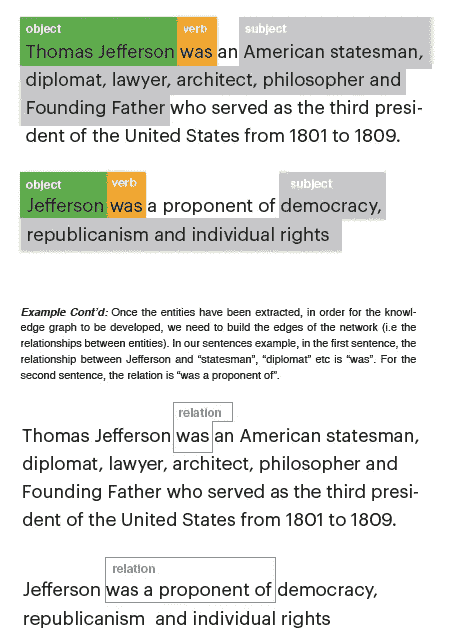 object verb subject
Thomas Jefferson was an American statesman,
diplomat, lawyer, architect, philosopher and
Founding Father who served as the third presi-
dent of the United States from 1801 to 1809.
object verb subject
Jefferson was a proponent of democracy,
republicanism and individual rights
Example Cont'd: Once the entities have been extracted, in order for the knowl-
edge graph to be developed, we need to build the edges of the network (i.e the
relationships between entities). In our sentences example, in the first sentence, the
relationship between Jefferson and “statesman”, “diplomat” etc is “was”. For the
second sentence, the relation is “was a proponent of”.
relation
Thomas Jefferson was an American statesman,
diplomat, lawyer, architect, philosopher and
Founding Father who served as the third presi-
dent of the United States from 1801 to 1809.
relation
Jefferson was a proponent of democracy,
republicanism and individual rights